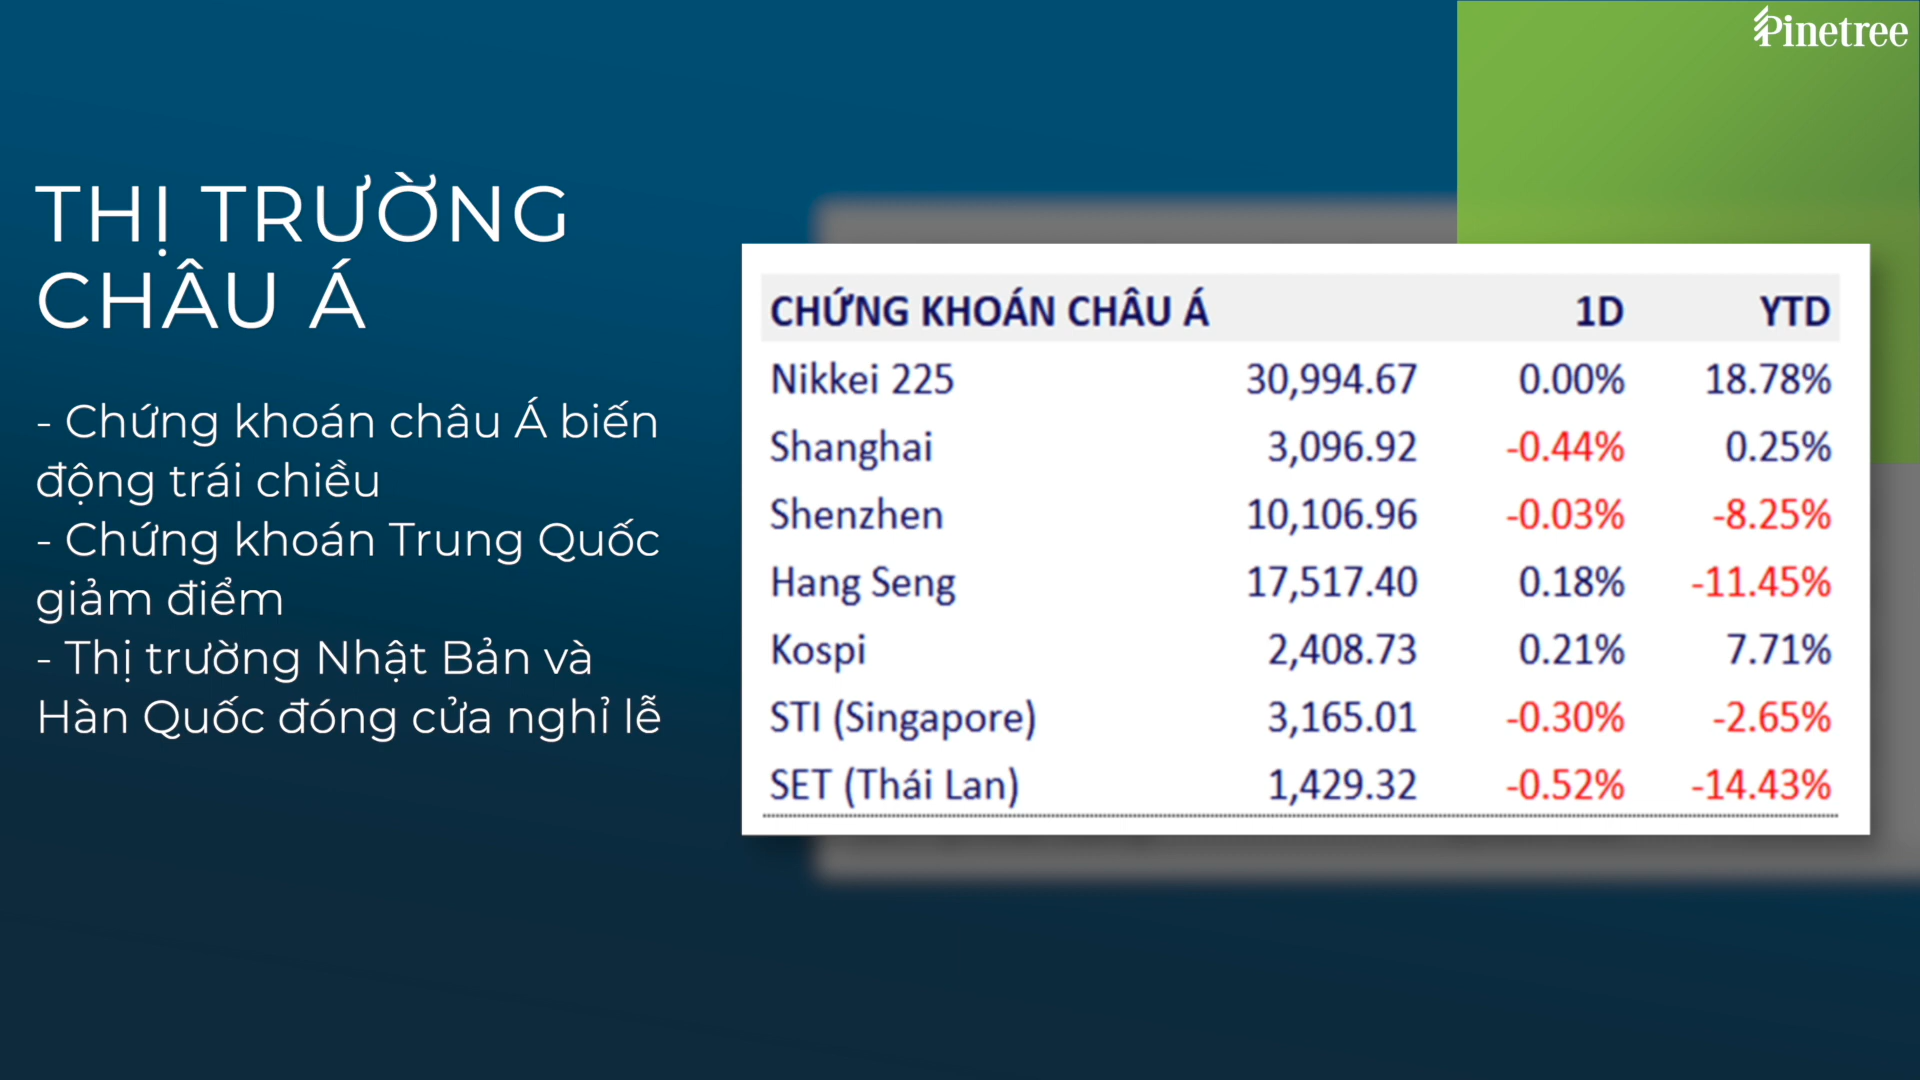 Pinetree
THỊ TRƯỜNG
CHÂU Á
- Chứng khoán châu Á biến
động trái chiều
- Chứng khoán Trung Quốc
giảm điểm
- Thị trường Nhật Bản và
Hàn Quốc đóng cửa nghỉ lễ
CHỨNG KHOÁN CHÂU Á 1D YTD
Nikkei 225 30,994.67 0.00% 18.78%
Shanghai 3,096.92 -0.44% 0.25%
Shenzhen 10,106.96 -0.03% -8.25%
Hang Seng 17,517.40 0.18% -11.45%
Kospi 2,408.73 0.21% 7.71%
STI (Singapore) 3,165.01 -0.30% -2.65%
SET (Thái Lan) 1,429.32 -0.52% -14.43%